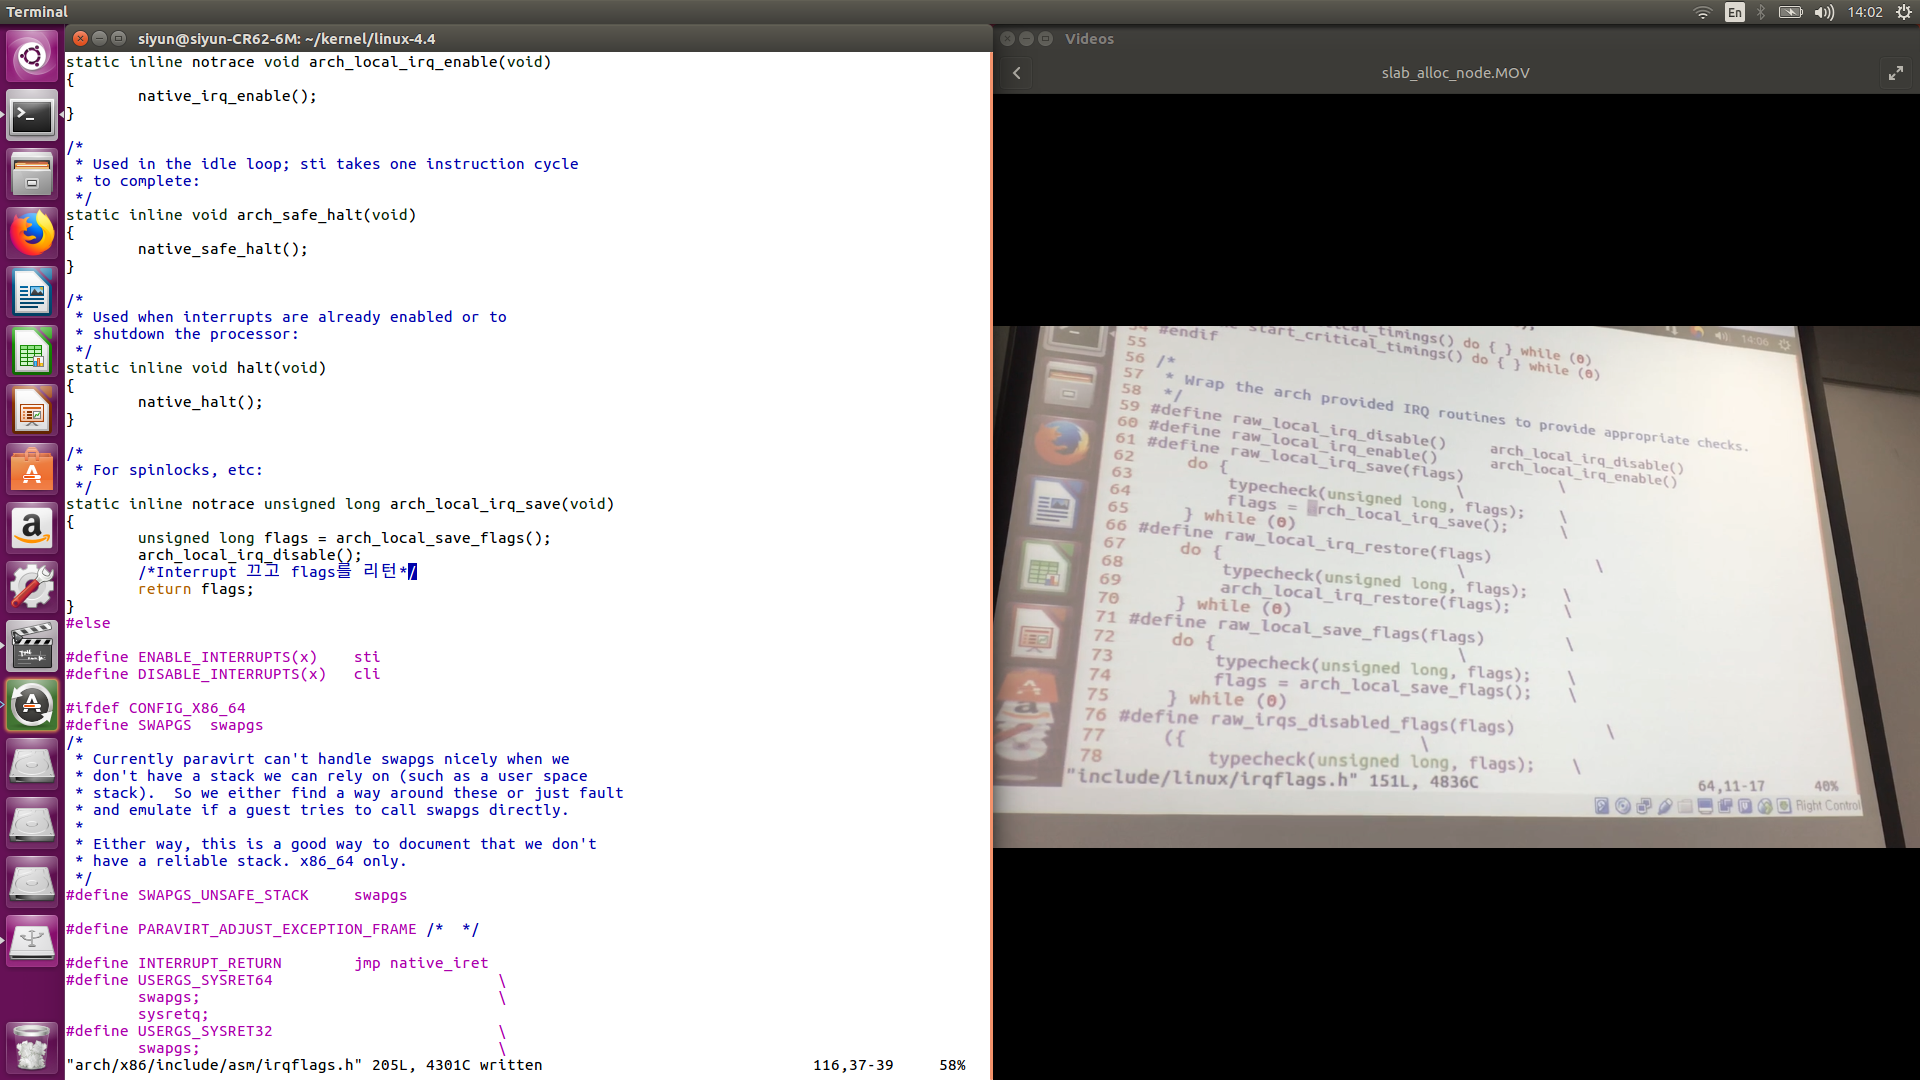 Terminal
En
14:02
siyun@siyun-CR62-6M: ~/kernel/linux-4.4
static inline notrace void arch_local_irq_enable(void)
{
        native_irq_enable();
}
/*
 * Used in the idle loop; sti takes one instruction cycle
 * to complete:
 */
static inline void arch_safe_halt(void)
{
        native_safe_halt();
}
/*
 * Used when interrupts are already enabled or to
 * shutdown the processor:
 */
static inline void halt(void)
{
        native_halt();
}
/*
 * For spinlocks, etc:
 */
static inline notrace unsigned long arch_local_irq_save(void)
{
        unsigned long flags = arch_local_save_flags();
        arch_local_irq_disable();
        /*Interrupt 끄고 flags를 리턴*/
        return flags;
}
#else
#define ENABLE_INTERRUPTS(x)    sti
#define DISABLE_INTERRUPTS(x)   cli
#ifdef CONFIG_X86_64
#define SWAPGS  swapgs
/*
 * Currently paravirt can't handle swapgs nicely when we
 * don't have a stack we can rely on (such as a user space
 * stack).  So we either find a way around these or just fault
 * and emulate if a guest tries to call swapgs directly.
 *
 * Either way, this is a good way to document that we don't
 * have a reliable stack. x86_64 only.
 */
#define SWAPGS_UNSAFE_STACK     swapgs
#define PARAVIRT_ADJUST_EXCEPTION_FRAME /*  */
#define INTERRUPT_RETURN        jmp native_iret
#define USERGS_SYSRET64                         \
        swapgs;                                 \
        sysretq;
#define USERGS_SYSRET32                         \
        swapgs;                                 \
"arch/x86/include/asm/irqflags.h" 205L, 4301C written    116,37-39    58%
Videos
slab_alloc_node.MOV
14:06
start_critical_timings() do { } while (0)
55 #endif
56
57 /*
58  * Wrap the arch provided IRQ routines to provide appropriate checks.
59  */
60 #define raw_local_irq_disable()    arch_local_irq_disable()
61 #define raw_local_irq_enable()    arch_local_irq_enable()
62 #define raw_local_irq_save(flags)    \
63     do {    \
64         typecheck(unsigned long, flags);    \
65         flags = arch_local_irq_save();    \
66     } while (0)
67 #define raw_local_irq_restore(flags)    \
68     do {    \
69         typecheck(unsigned long, flags);    \
70         arch_local_irq_restore(flags);    \
71     } while (0)
72 #define raw_local_save_flags(flags)    \
73     do {    \
74         typecheck(unsigned long, flags);    \
75         flags = arch_local_save_flags();    \
76     } while (0)
77 #define raw_irqs_disabled_flags(flags)    \
78     ({    \
        typecheck(unsigned long, flags);    \
"include/linux/irqflags.h" 151L, 4836C    64,11-17    40%
Right Control